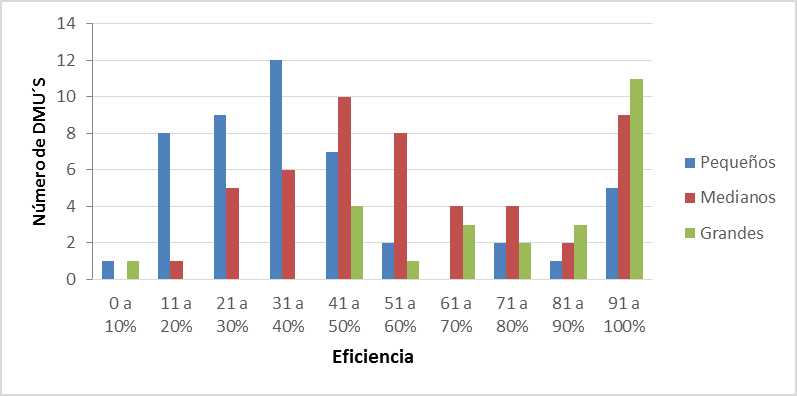 14
12
10
8
6
4
2
0
Número de DMU´S
0 a
10%
11 a
20%
21 a
30%
31 a
40%
41 a
50%
51 a
60%
61 a
70%
71 a
80%
81 a
90%
91 a
100%
Eficiencia
Pequeños
Medianos
Grandes